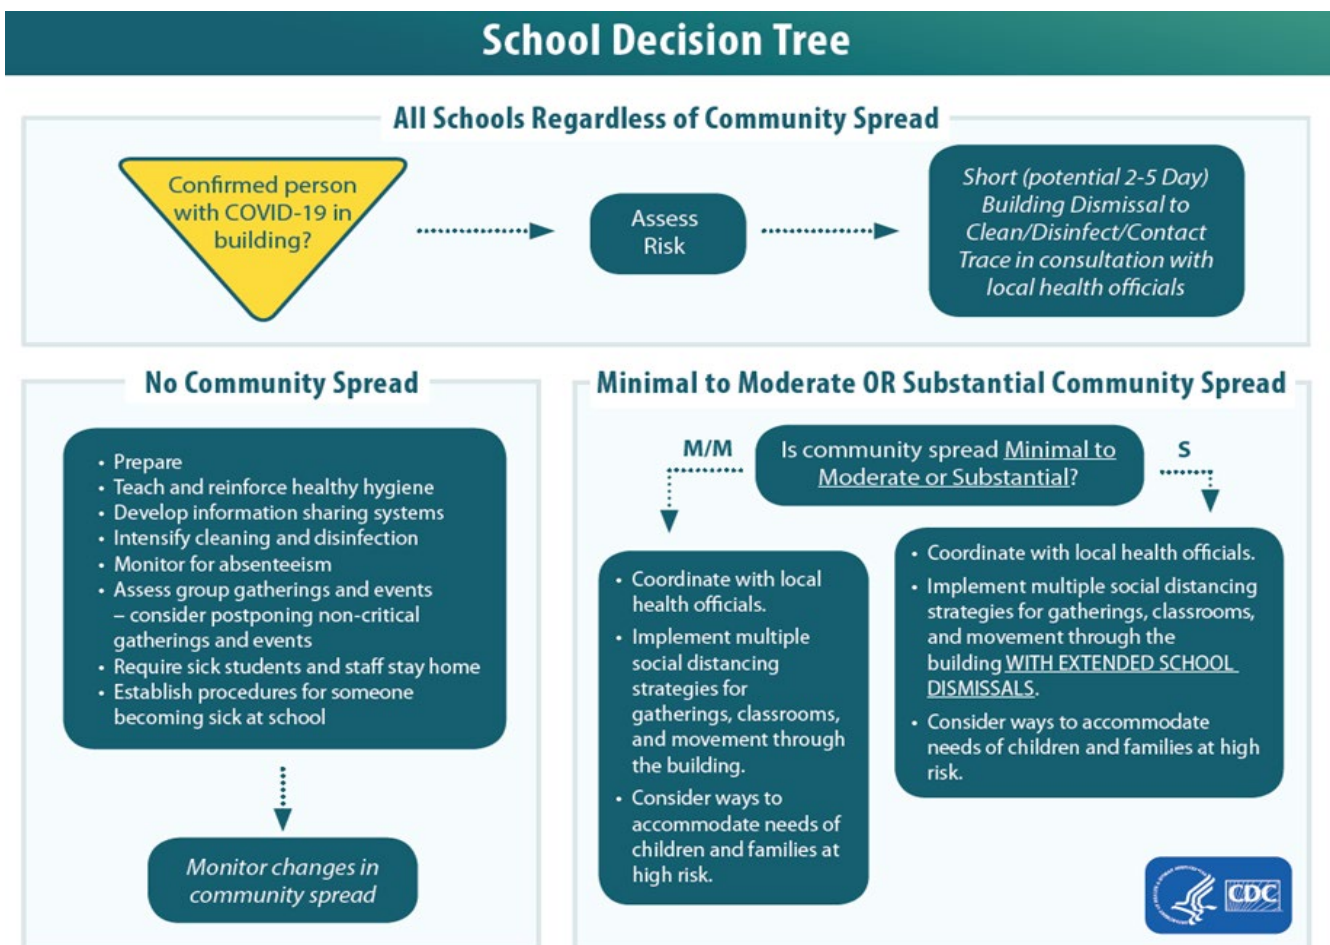 School Decision Tree
All Schools Regardless of Community Spread
Confirmed person
with COVID-19 in
building?
Assess
Risk
Short (potential 2-5 Day)
Building Dismissal to
Clean/Disinfect/Contact
Trace in consultation with
local health officials
No Community Spread
• Prepare
• Teach and reinforce healthy hygiene
• Develop information sharing systems
• Intensify cleaning and disinfection
• Monitor for absenteeism
• Assess group gatherings and events
– consider postponing non-critical
gatherings and events
• Require sick students and staff stay home
• Establish procedures for someone
becoming sick at school
Monitor changes in
community spread
Minimal to Moderate OR Substantial Community Spread
Is community spread Minimal to
Moderate or Substantial?
M/M
• Coordinate with local
health officials.
• Implement multiple
social distancing
strategies for
gatherings, classrooms,
and movement through
the building.
• Consider ways to
accommodate needs of
children and families at
high risk.
S
• Coordinate with local health officials.
• Implement multiple social distancing
strategies for gatherings, classrooms,
and movement through the
building WITH EXTENDED SCHOOL
DISMISSALS.
• Consider ways to accommodate
needs of children and families at high
risk.
CDC